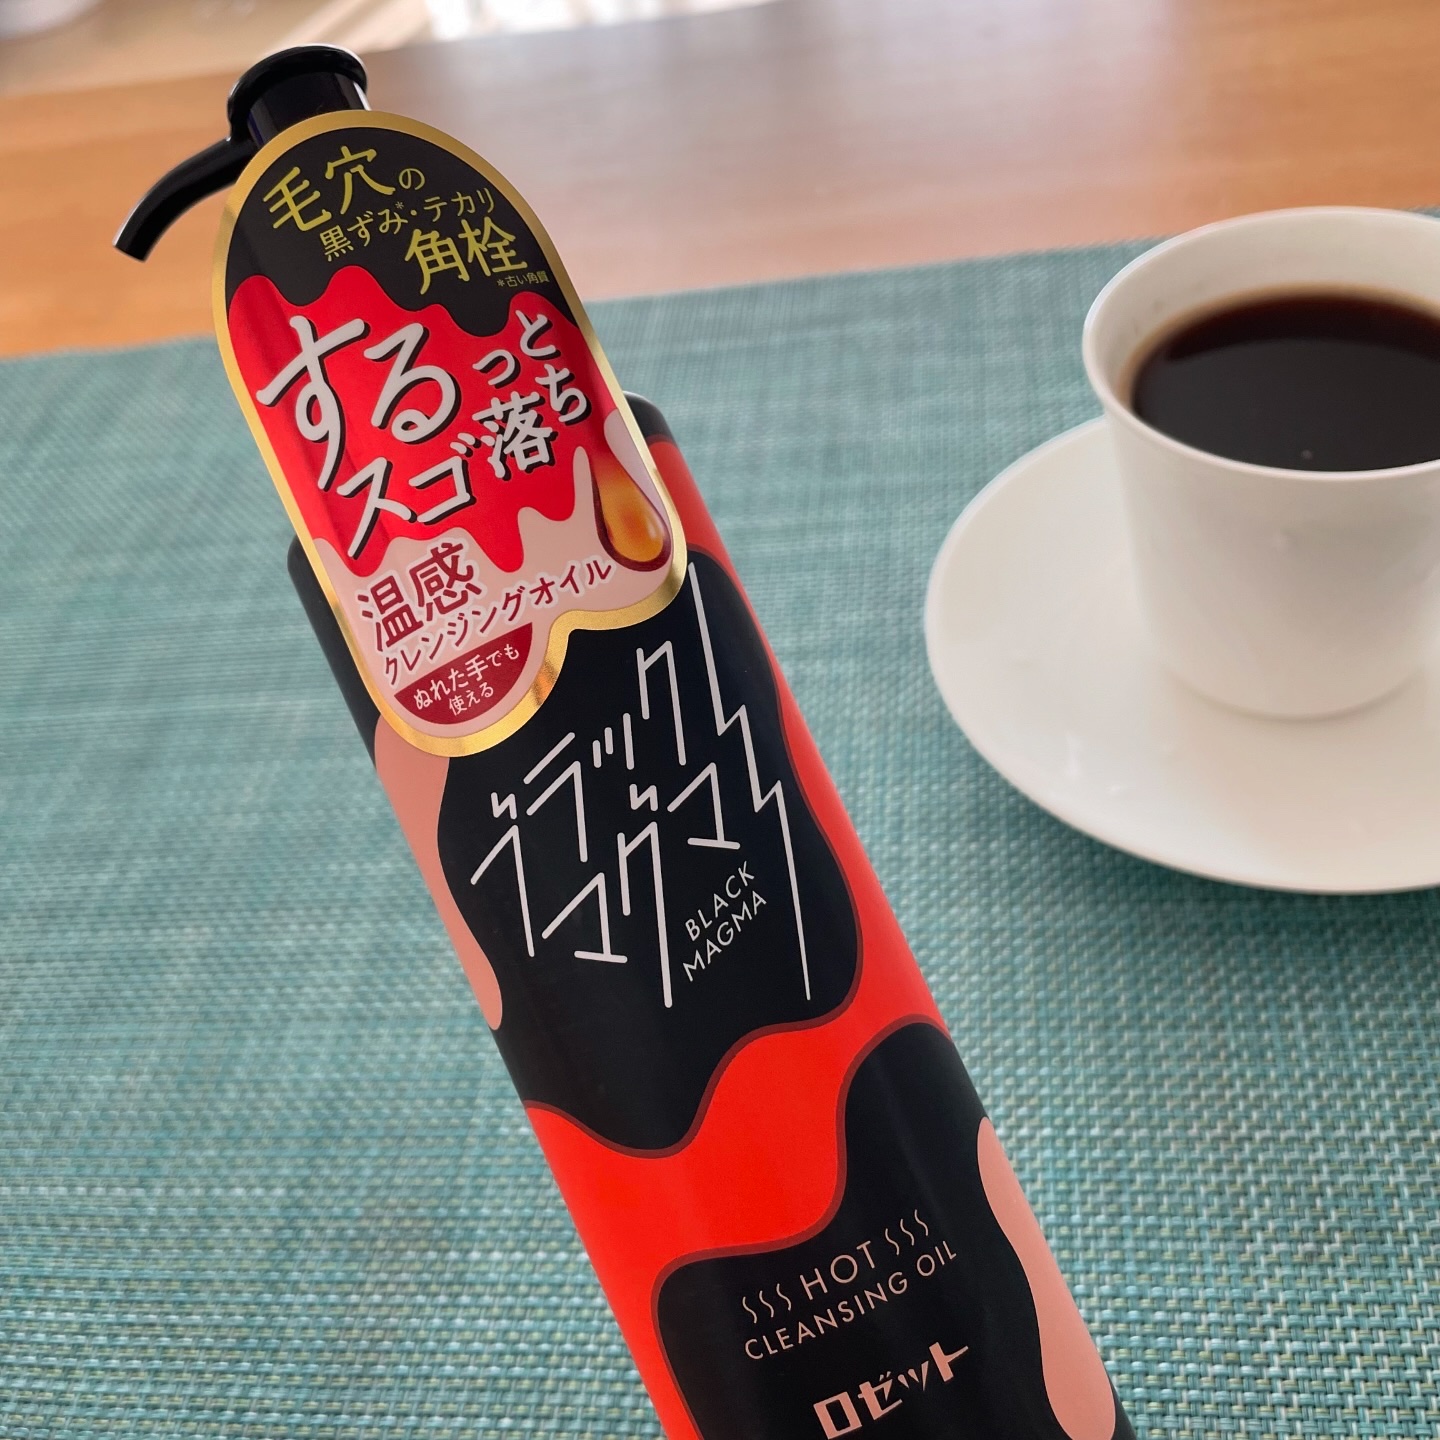 毛穴の
黒ずみ*・テカリ
角栓
*古い角質
するっと
スゴ落ち
温感
クレンジングオイル
ぬれた手でも
使える
ブラック
マグマ
BLACK
MAGMA
HOT
CLEANSING OIL
ロゼット